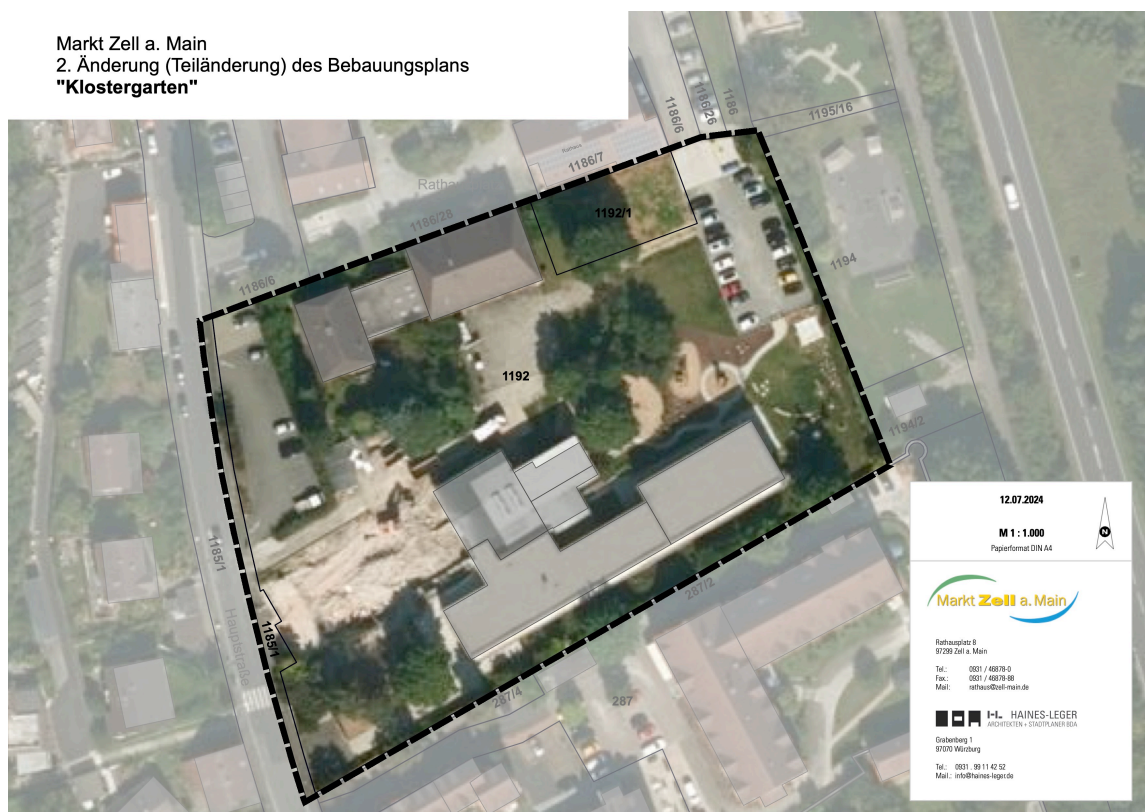 Markt Zell a. Main
2. Änderung (Teiländerung) des Bebauungsplans
"Klostergarten"
1186/6
1186/26
1186
1195/16
Rathaus
1186/7
1186/28
1192/1
1194
1186/6
1192
1194/2
1185/1
Hauptstraße
1185/1
287/2
287/4
287
12.07.2024
M 1 : 1.000
Papierformat DIN A4
N
Markt Zell a. Main
Rathausplatz 8
97299 Zell a. Main
Tel.: 0931 / 46878-0
Fax.: 0931 / 46878-88
Mail: rathaus@zell-main.de
H-L HAINES-LEGER
ARCHITEKTEN + STADTPLANER BDA
Grabenberg 1
97070 Würzburg
Tel.: 0931 . 99 11 42 52
Mail.: info@haines-leger.de